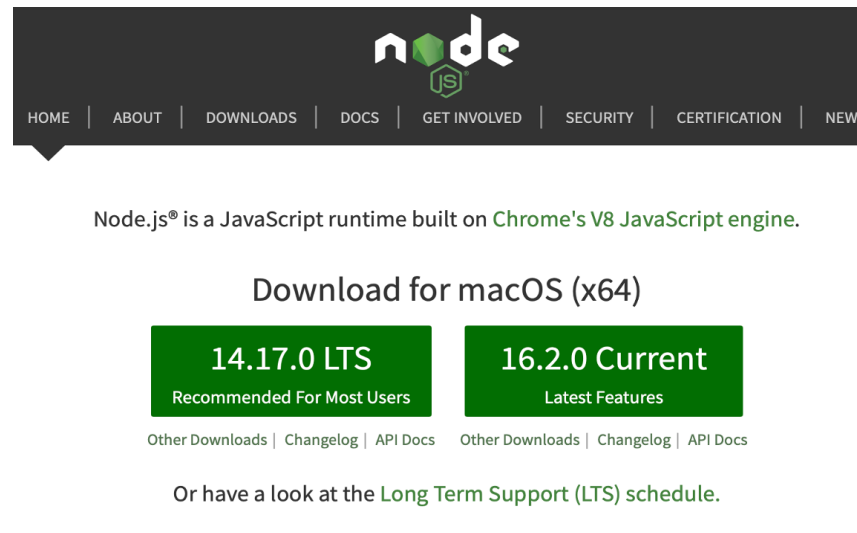 node
JS®
HOME | ABOUT | DOWNLOADS | DOCS | GET INVOLVED | SECURITY | CERTIFICATION | NEW
Node.js® is a JavaScript runtime built on Chrome's V8 JavaScript engine.
Download for macOS (x64)
14.17.0 LTS
Recommended For Most Users
16.2.0 Current
Latest Features
Other Downloads | Changelog | API Docs
Other Downloads | Changelog | API Docs
Or have a look at the Long Term Support (LTS) schedule.